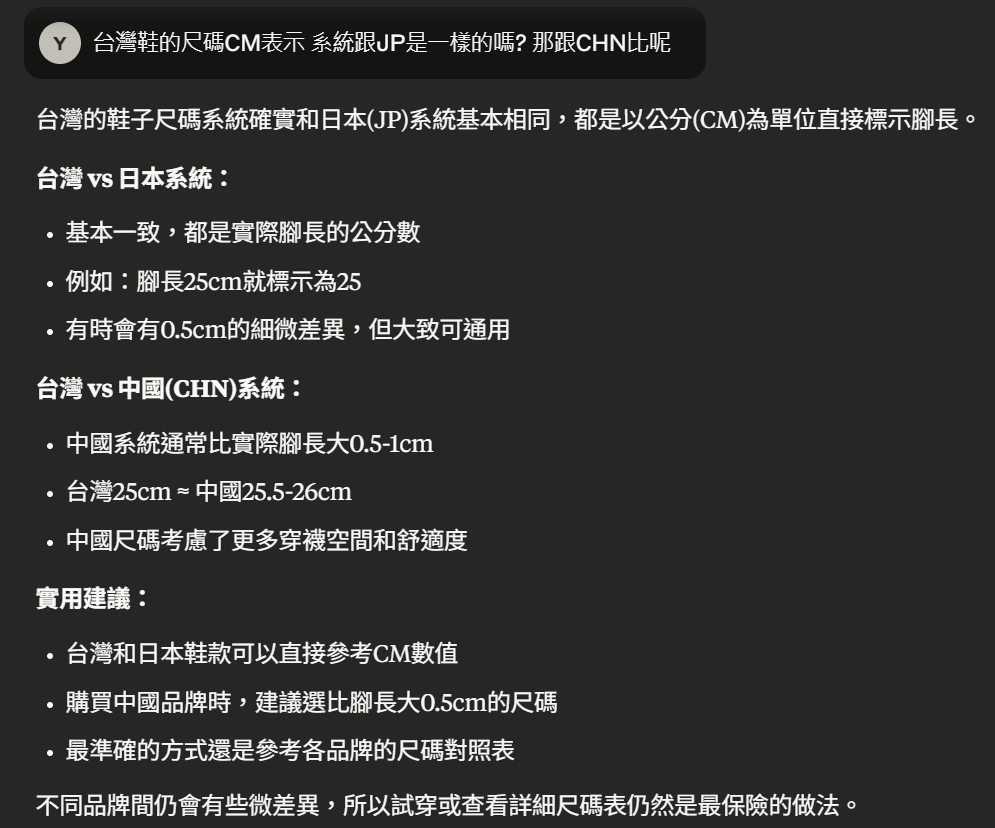 Y 台灣鞋的尺碼CM表示 系統跟JP是一樣的嗎? 那跟CHN比呢
台灣的鞋子尺碼系統確實和日本(JP)系統基本相同，都是以公分(CM)為單位直接標示腳長。
台灣 vs 日本系統：
• 基本一致，都是實際腳長的公分數
• 例如：腳長25cm就標示為25
• 有時會有0.5cm的細微差異，但大致可通用
台灣 vs 中國(CHN)系統：
• 中國系統通常比實際腳長大0.5-1cm
• 台灣25cm ≈ 中國25.5-26cm
• 中國尺碼考慮了更多穿襪空間和舒適度
實用建議：
• 台灣和日本鞋款可以直接參考CM數值
• 購買中國品牌時，建議選比腳長大0.5cm的尺碼
• 最準確的方式還是參考各品牌的尺碼對照表
不同品牌間仍會有些微差異，所以試穿或查看詳細尺碼表仍然是最保險的做法。